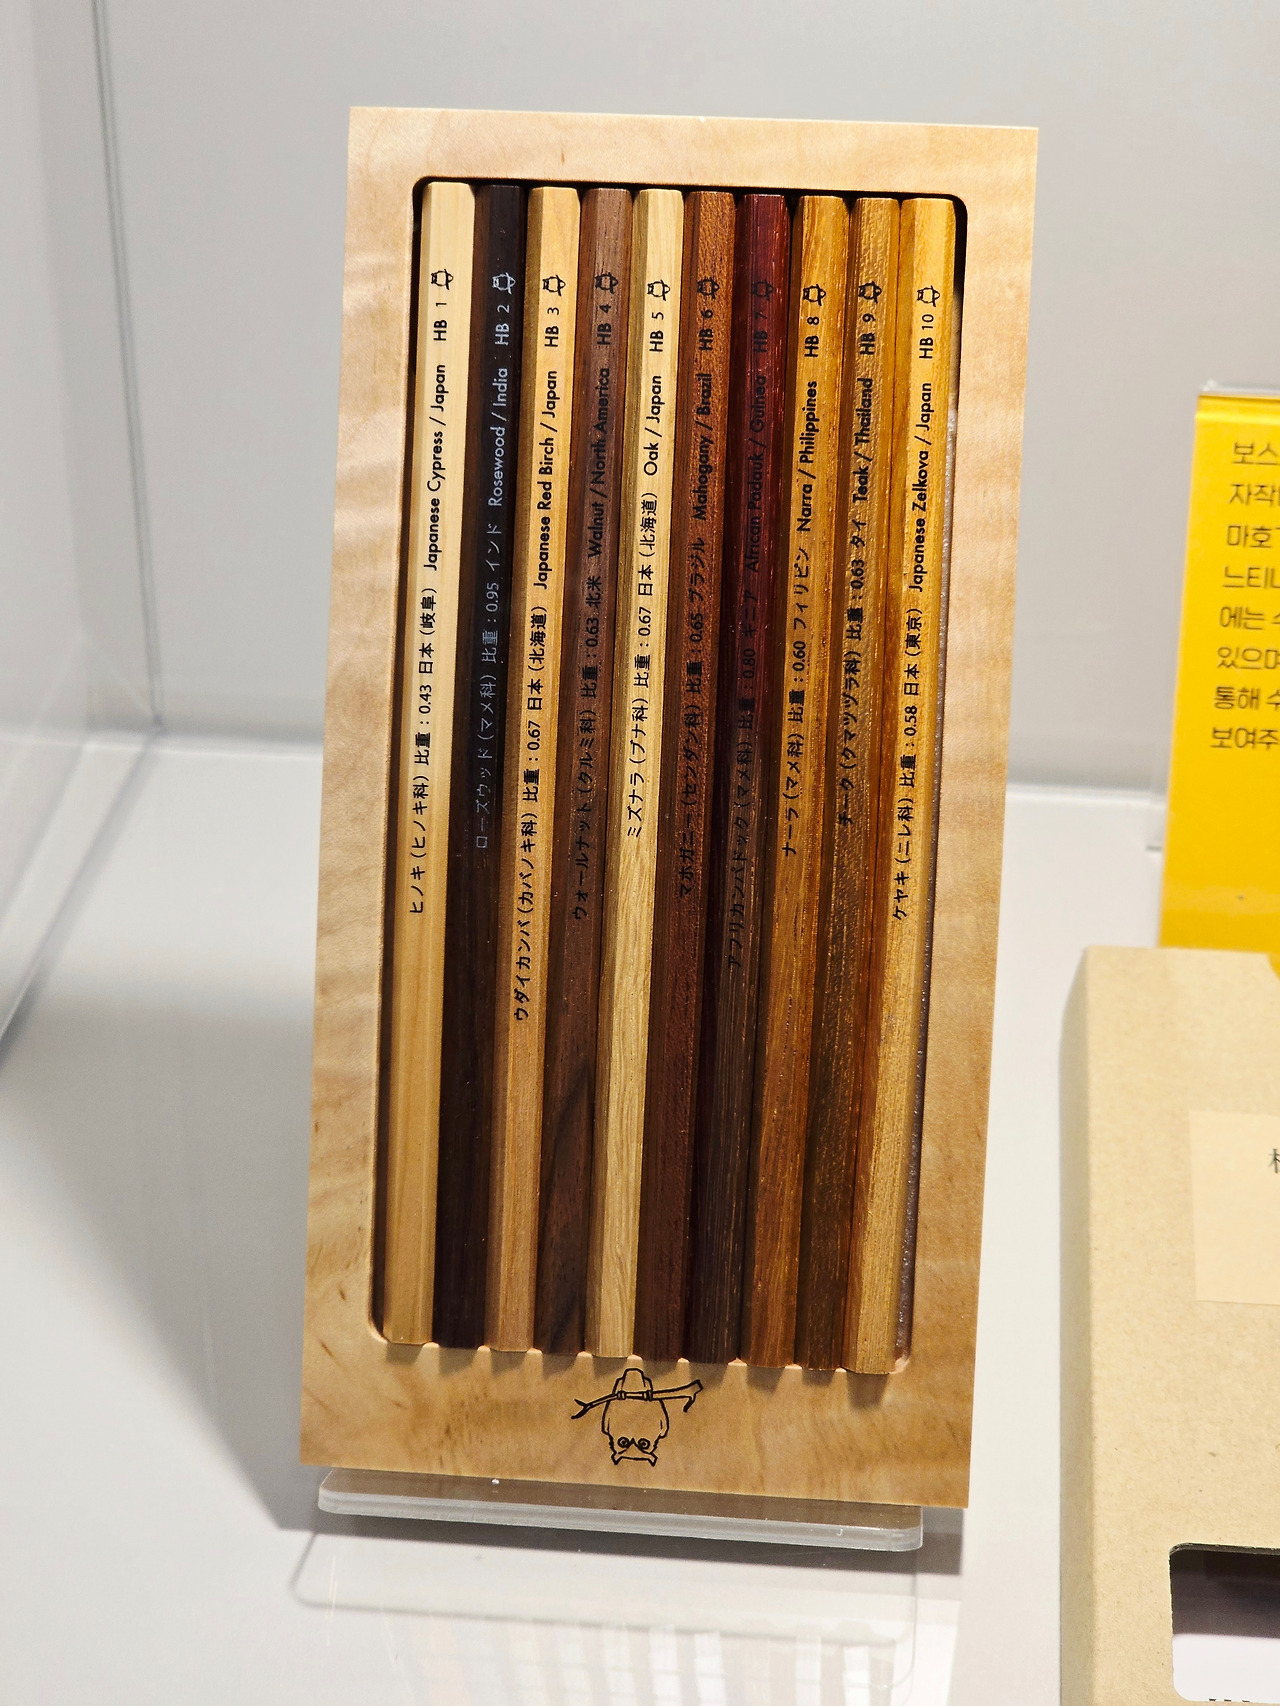 ヒノキ（ヒノキ科）比重：0.43 日本（岐阜） Japanese Cypress / Japan HB 1
ローズウッド（マメ科）比重：0.95 インド Rosewood / India HB 2
ウダイカンバ（カバノキ科）比重：0.67 日本（北海道） Japanese Red Birch / Japan HB 3
ウォールナット（クルミ科）比重：0.63 北米 Walnut / North America HB 4
ミズナラ（ブナ科）比重：0.67 日本（北海道） Oak / Japan HB 5
マホガニー（センダン科）比重：0.65 ブラジル Mahogany / Brazil HB 6
アフリカンパドック（マメ科）比重：0.80 ギニア African Padauk / Guinea HB 7
ナーラ（マメ科）比重：0.60 フィリピン Narra / Philippines HB 8
チーク（クマツヅラ科）比重：0.63 タイ Teak / Thailand HB 9
ケヤキ（ニレ科）比重：0.58 日本（東京） Japanese Zelkova / Japan HB 10
보스
자작
마호
느티
에는
있으며
통해
보여주